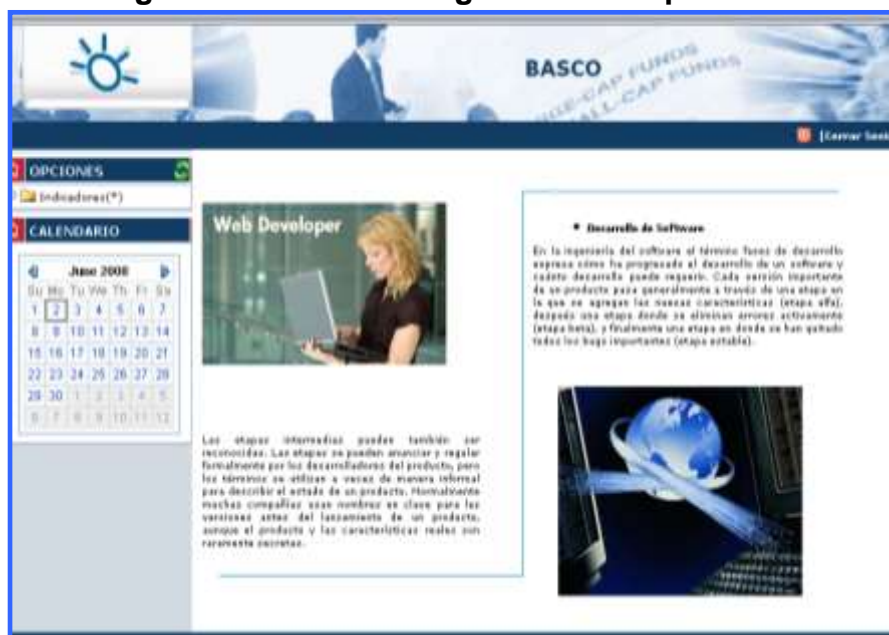 BASCO
LARGE-CAP FUNDS
SMALL-CAP FUNDS
[Cerrar
OPCIONES
Indicadores(*)
CALENDARIO
June 2008
Su Mo Tu We Th Fr Sa
1 2 3 4 5 6 7
8 9 10 11 12 13 14
15 16 17 18 19 20 21
22 23 24 25 26 27 28
29 30 1 2 3 4 5
6 7 8 9 10 11 12
Web Developer
Las etapas intermedias pueden también ser
reconocidas. Las etapas se pueden anunciar y regular
formalmente por los desarrolladores del producto, pero
los términos se utilizan a veces de manera informal
para describir el estado de un producto. Normalmente
muchas compañías usan nombres en clave para las
versiones antes del lanzamiento de un producto,
aunque el producto y las características reales son
raramente secretas.
• Desarrollo de Software
En la ingeniería del software el término fases de desarrollo
expresa cómo ha progresado el desarrollo de un software y
cuánto desarrollo puede requerir. Cada versión importante
de un producto pasa generalmente a través de una etapa en
la que se agregan las nuevas características (etapa alfa),
después una etapa donde se eliminan errores activamente
(etapa beta), y finalmente una etapa en donde se han quitado
todos los bugs importantes (etapa estable).